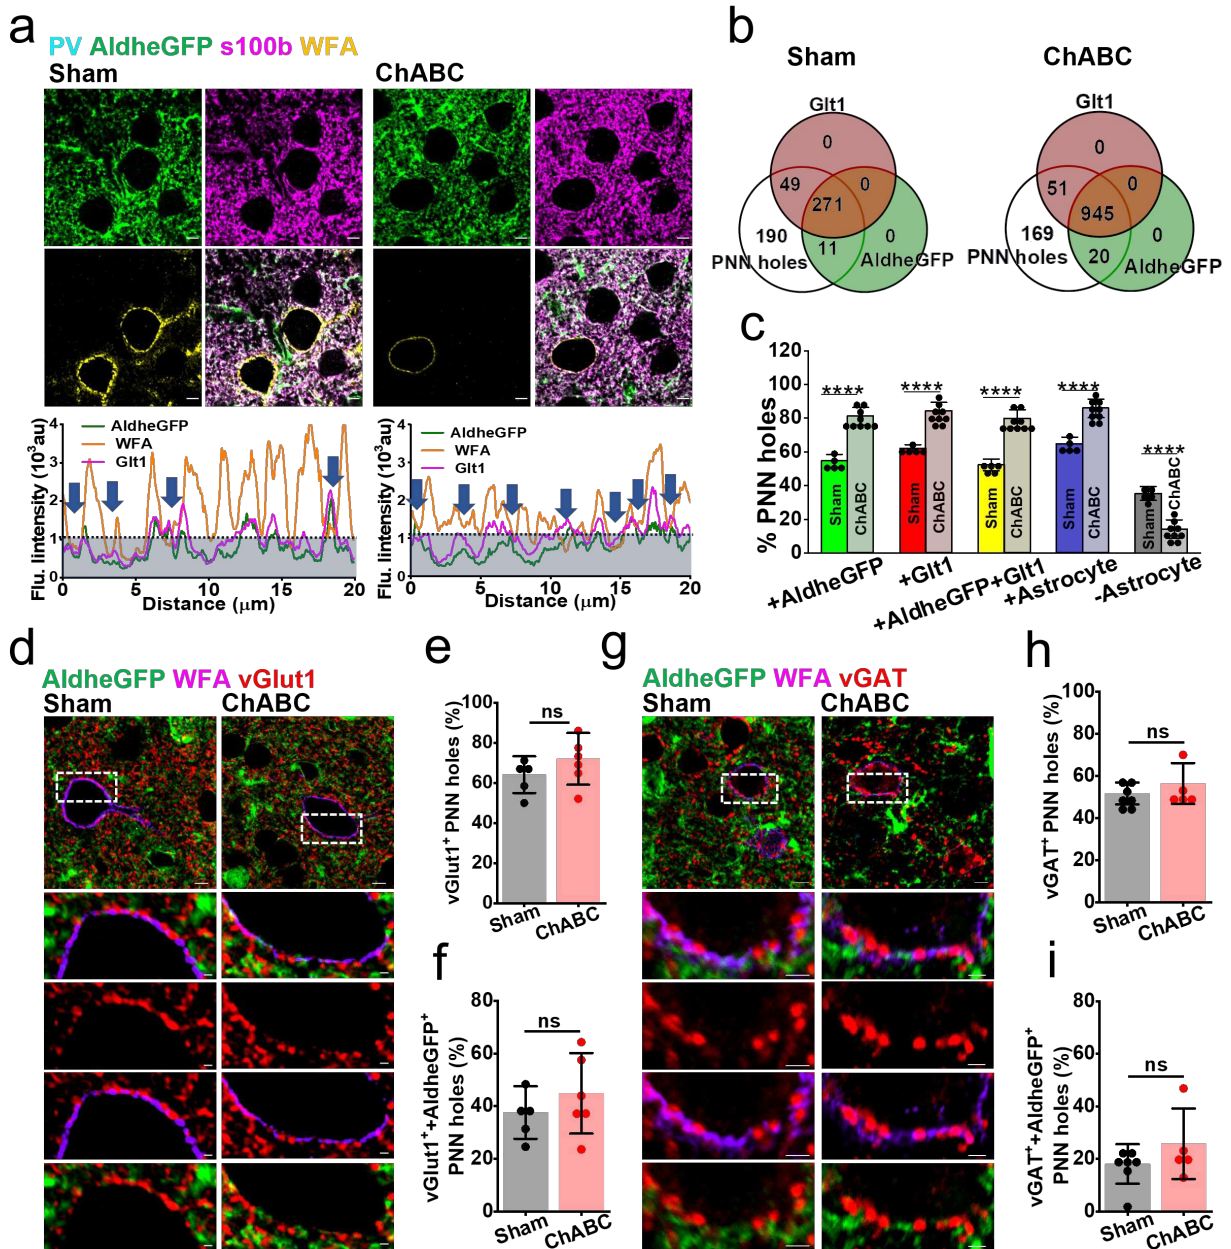 a
PV AldheGFP s100b WFA
Sham
ChABC
Flu. Iintensity (10³au)
4
3
2
1
0
AldheGFP
WFA
Glt1
0 5 10 15 20
Distance (μm)
4
3
2
1
0
AldheGFP
WFA
Glt1
0 5 10 15 20
Distance (μm)
b
Sham
ChABC
Glt1
0
49
0
271
190
11
0
PNN holes
AldheGFP
Glt1
0
51
0
945
169
20
0
PNN holes
AldheGFP
c
% PNN holes
120
100
80
60
40
20
0
**** **** **** **** ****
Sham ChABC Sham ChABC Sham ChABC Sham ChABC Sham ChABC
+AldheGFP
+Glt1
+AldheGFP+Glt1
+Astrocyte
-Astrocyte
d
AldheGFP WFA vGlut1
Sham
ChABC
e
vGlut1⁺ PNN holes (%)
100
80
60
40
20
0
ns
Sham
ChABC
f
vGlut1⁺+AldheGFP⁺
PNN holes (%)
80
60
40
20
0
ns
Sham
ChABC
g
AldheGFP WFA vGAT
Sham
ChABC
h
vGAT⁺ PNN holes (%)
100
80
60
40
20
0
ns
Sham
ChABC
i
vGAT⁺+AldheGFP⁺
PNN holes (%)
80
60
40
20
0
ns
Sham
ChABC